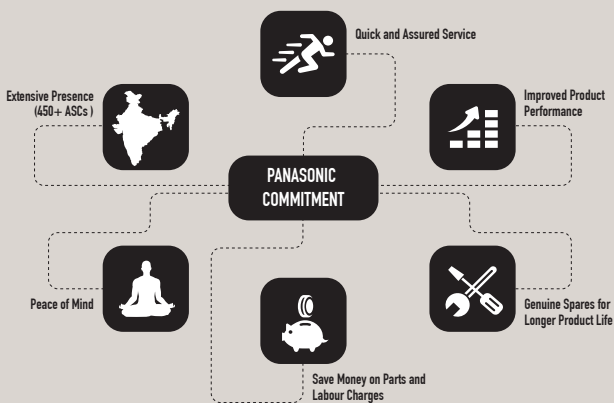 Quick and Assured Service
Extensive Presence
(450+ ASCs )
Improved Product
Performance
PANASONIC
COMMITMENT
Peace of Mind
Genuine Spares for
Longer Product Life
Save Money on Parts and
Labour Charges